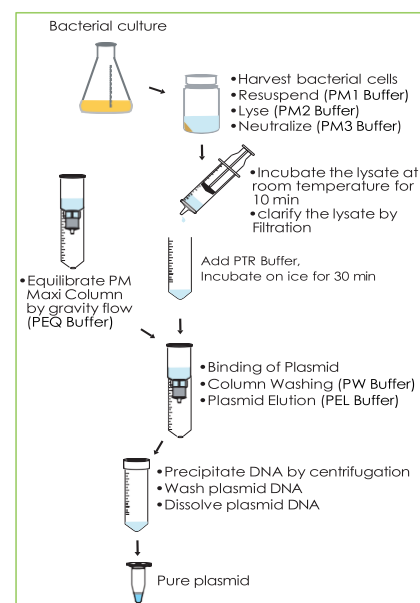 Bacterial culture
•Harvest bacterial cells
•Resuspend (PM1 Buffer)
•Lyse (PM2 Buffer)
•Neutralize (PM3 Buffer)
•Incubate the lysate at
room temperature for
10 min
•clarify the lysate by
Filtration
Add PTR Buffer,
Incubate on ice for 30 min
•Equilibrate PM
Maxi Column
by gravity flow
(PEQ Buffer)
•Binding of Plasmid
•Column Washing (PW Buffer)
•Plasmid Elution (PEL Buffer)
•Precipitate DNA by centrifugation
•Wash plasmid DNA
•Dissolve plasmid DNA
Pure plasmid